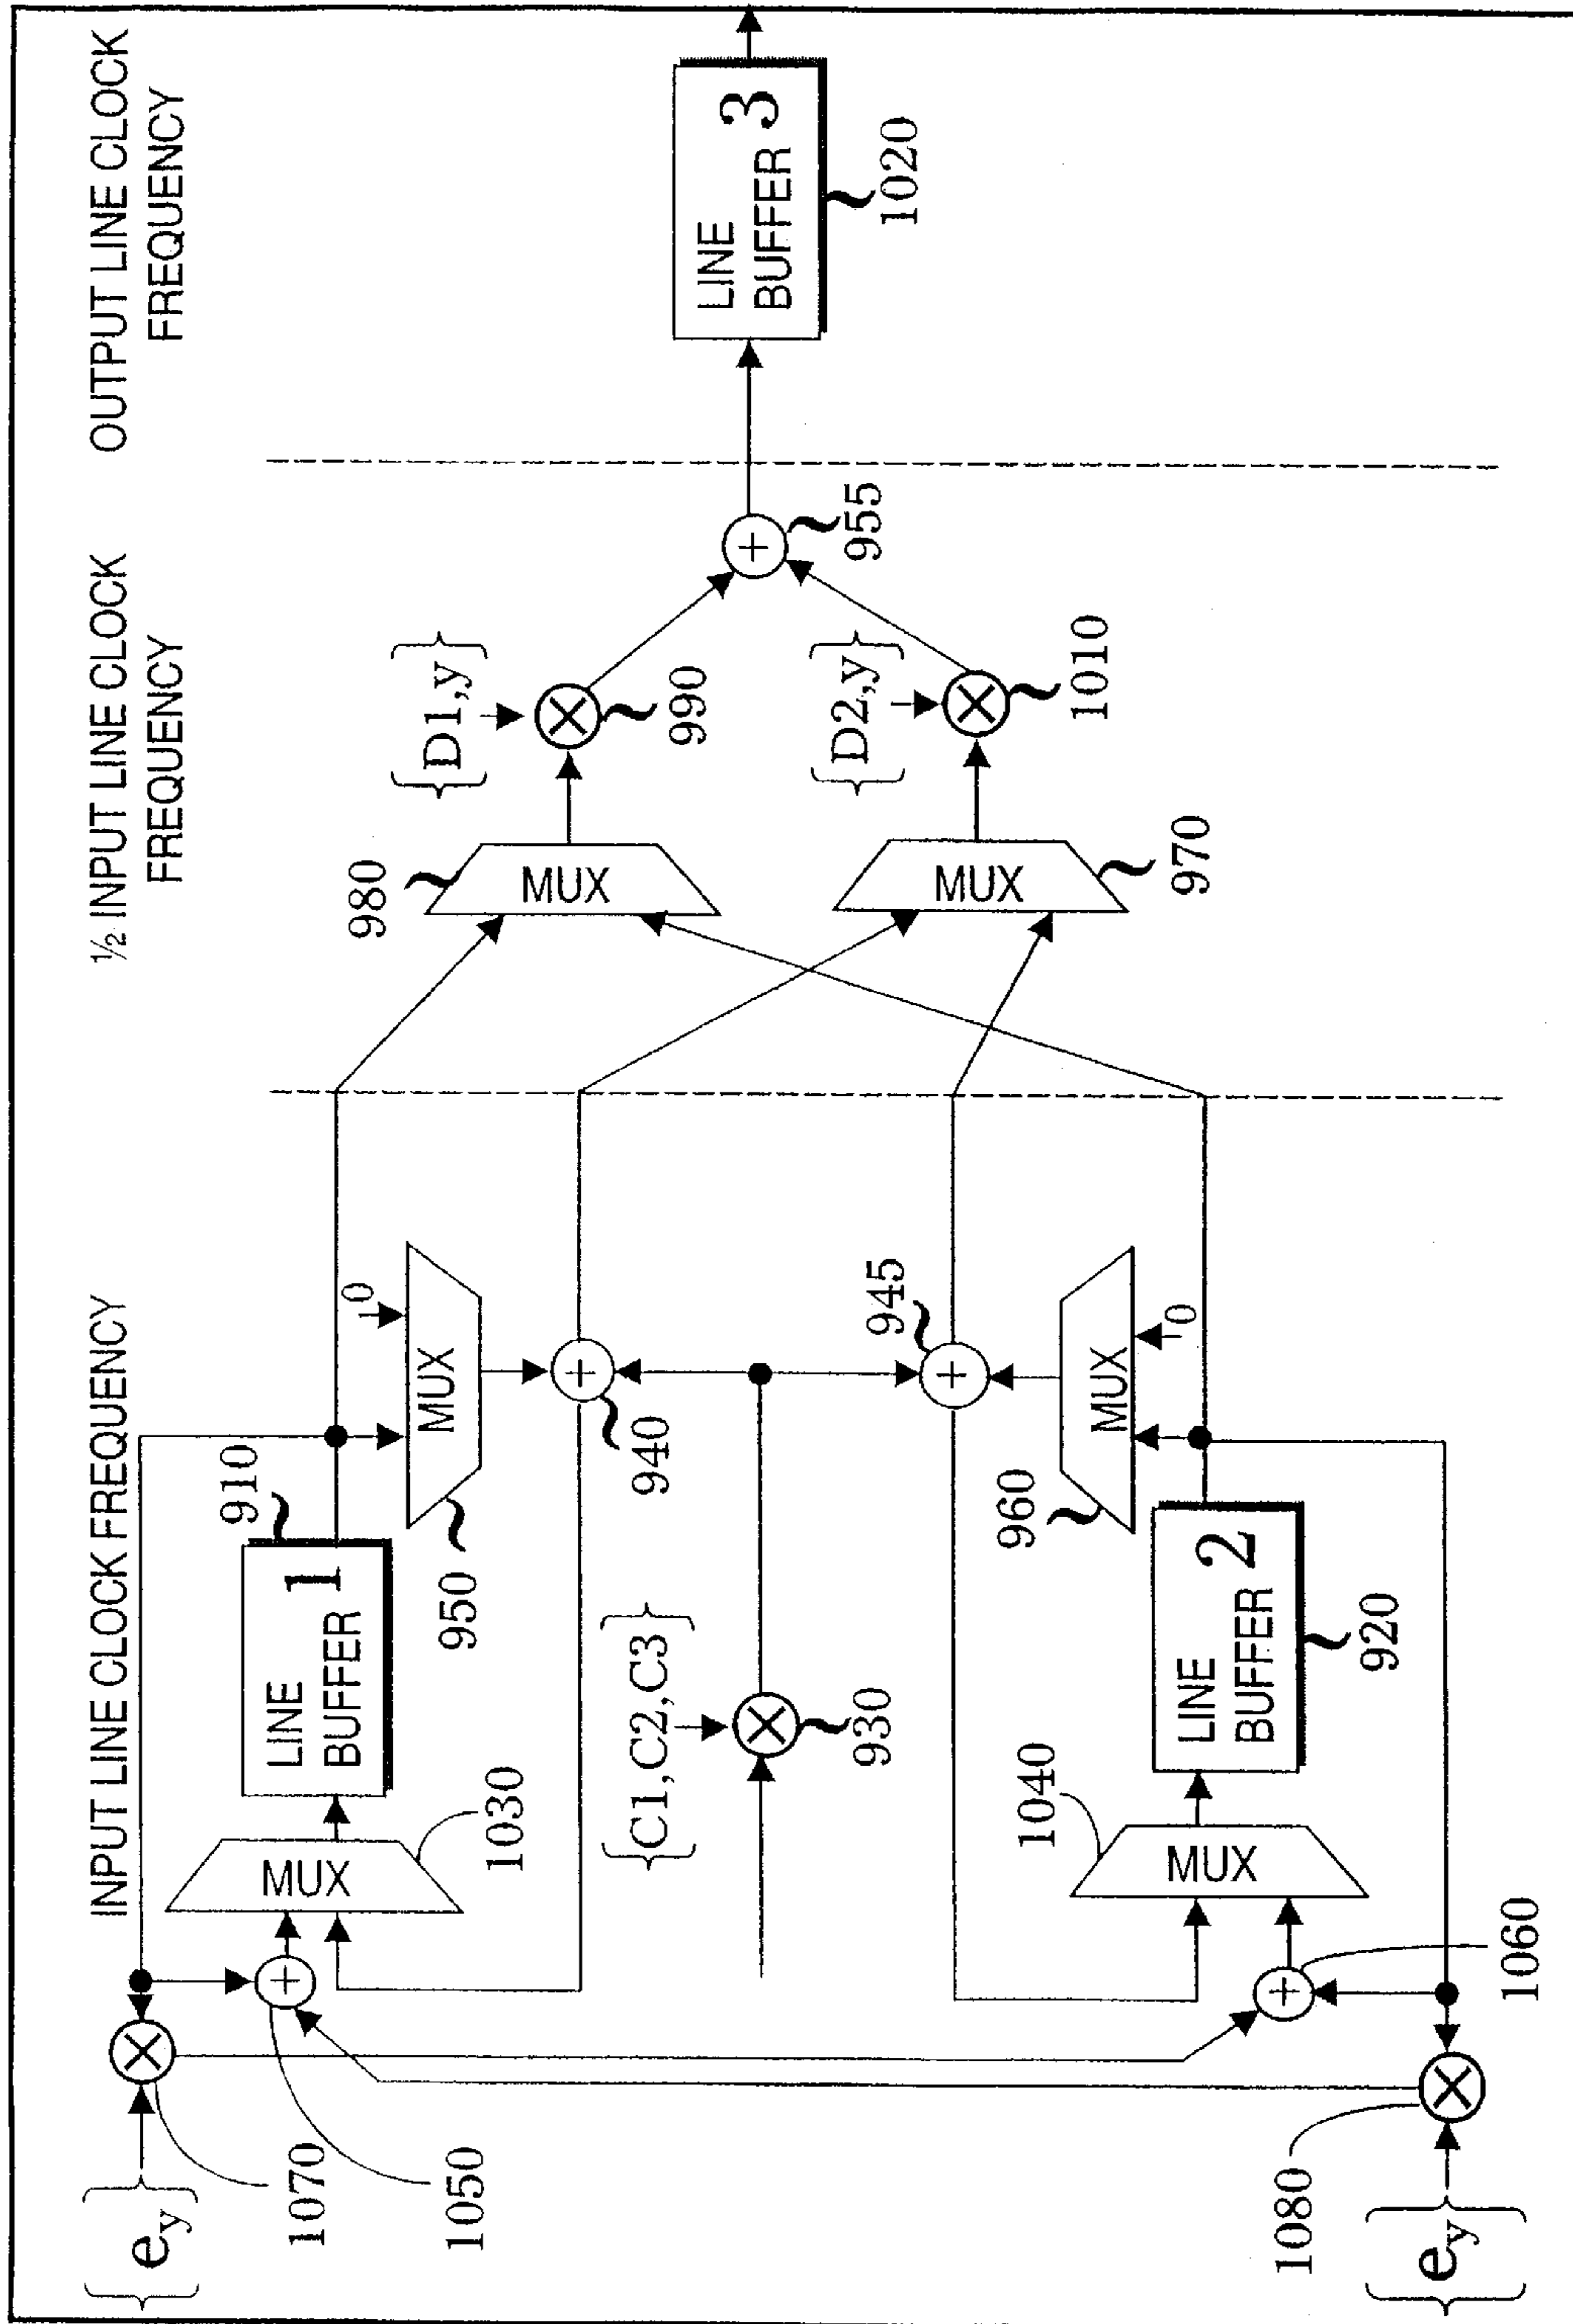 INPUT LINE CLOCK FREQUENCY
½ INPUT LINE CLOCK
FREQUENCY
OUTPUT LINE CLOCK
FREQUENCY
{ e_y }
1070
1050
MUX
1030
LINE
BUFFER 1
910
0
MUX
950
940
{C1,C2,C3}
930
945
0
MUX
960
1040
MUX
LINE
BUFFER 2
920
1060
1080
{ e_y }
980
MUX
{D1,y}
990
MUX
970
{D2,y}
1010
955
LINE
BUFFER 3
1020
+
+
+
+
+
×
×
×
×
×